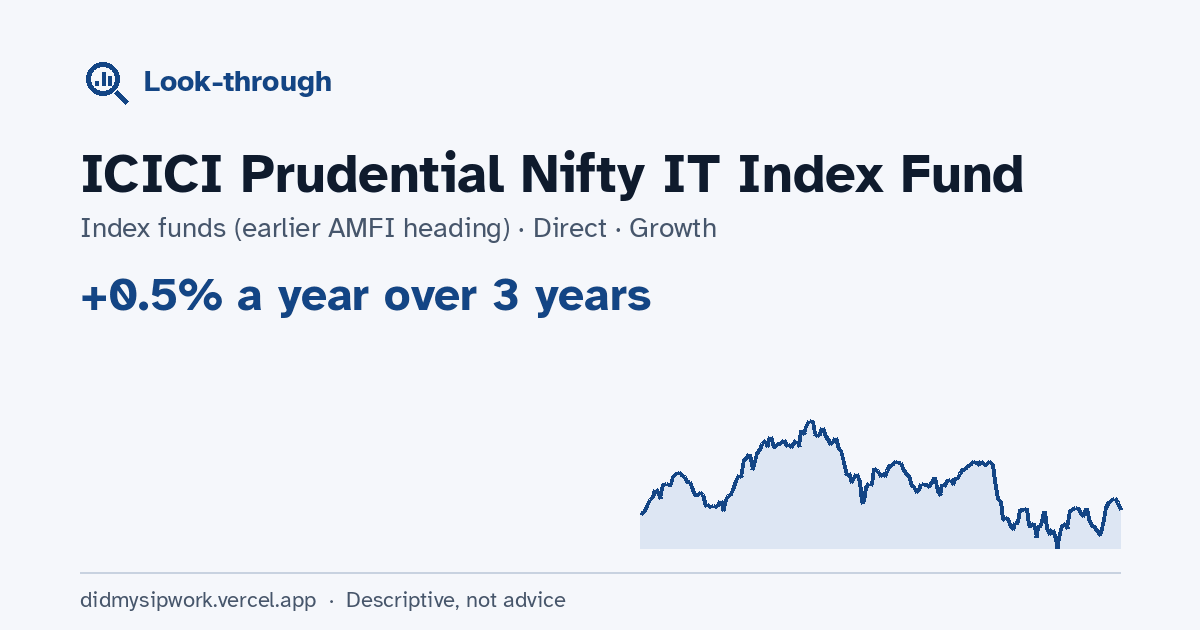 Look-through
ICICI Prudential Nifty IT Index Fund
Index funds (earlier AMFI heading) · Direct · Growth
+0.5% a year over 3 years
didmysipwork.vercel.app · Descriptive, not advice